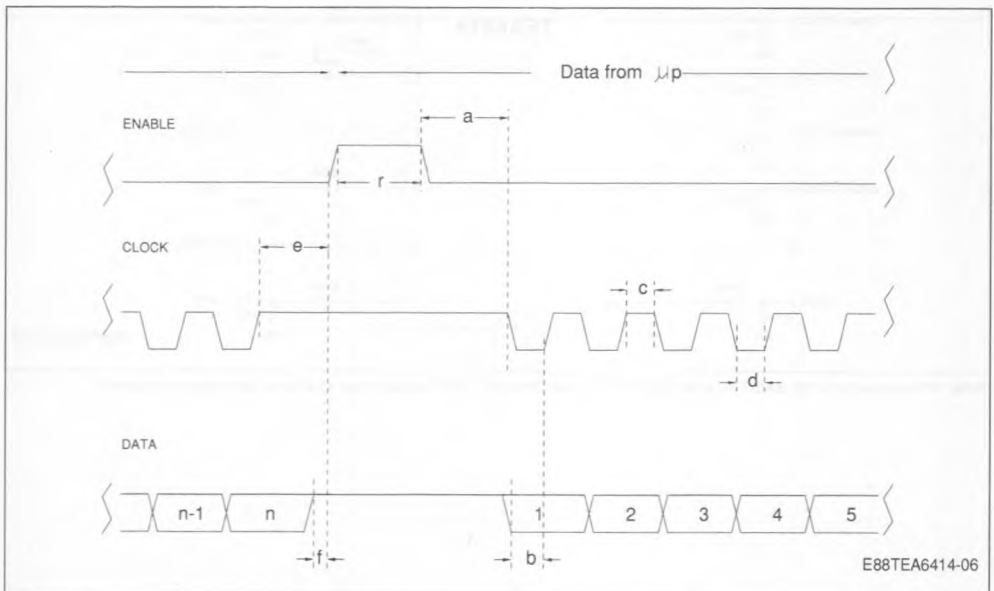 Data from μp
a
ENABLE
r
e
CLOCK
c
d
DATA
n-1 n 1 2 3 4 5
f b
E88TEA6414-06